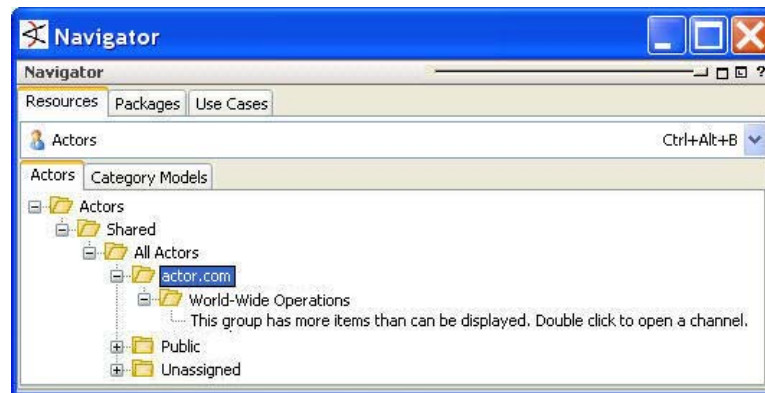 Navigator
Navigator ?
Resources Packages Use Cases
Actors Ctrl+Alt+B
Actors Category Models
Actors
Shared
All Actors
actor.com
World-Wide Operations
This group has more items than can be displayed. Double click to open a channel.
Public
Unassigned